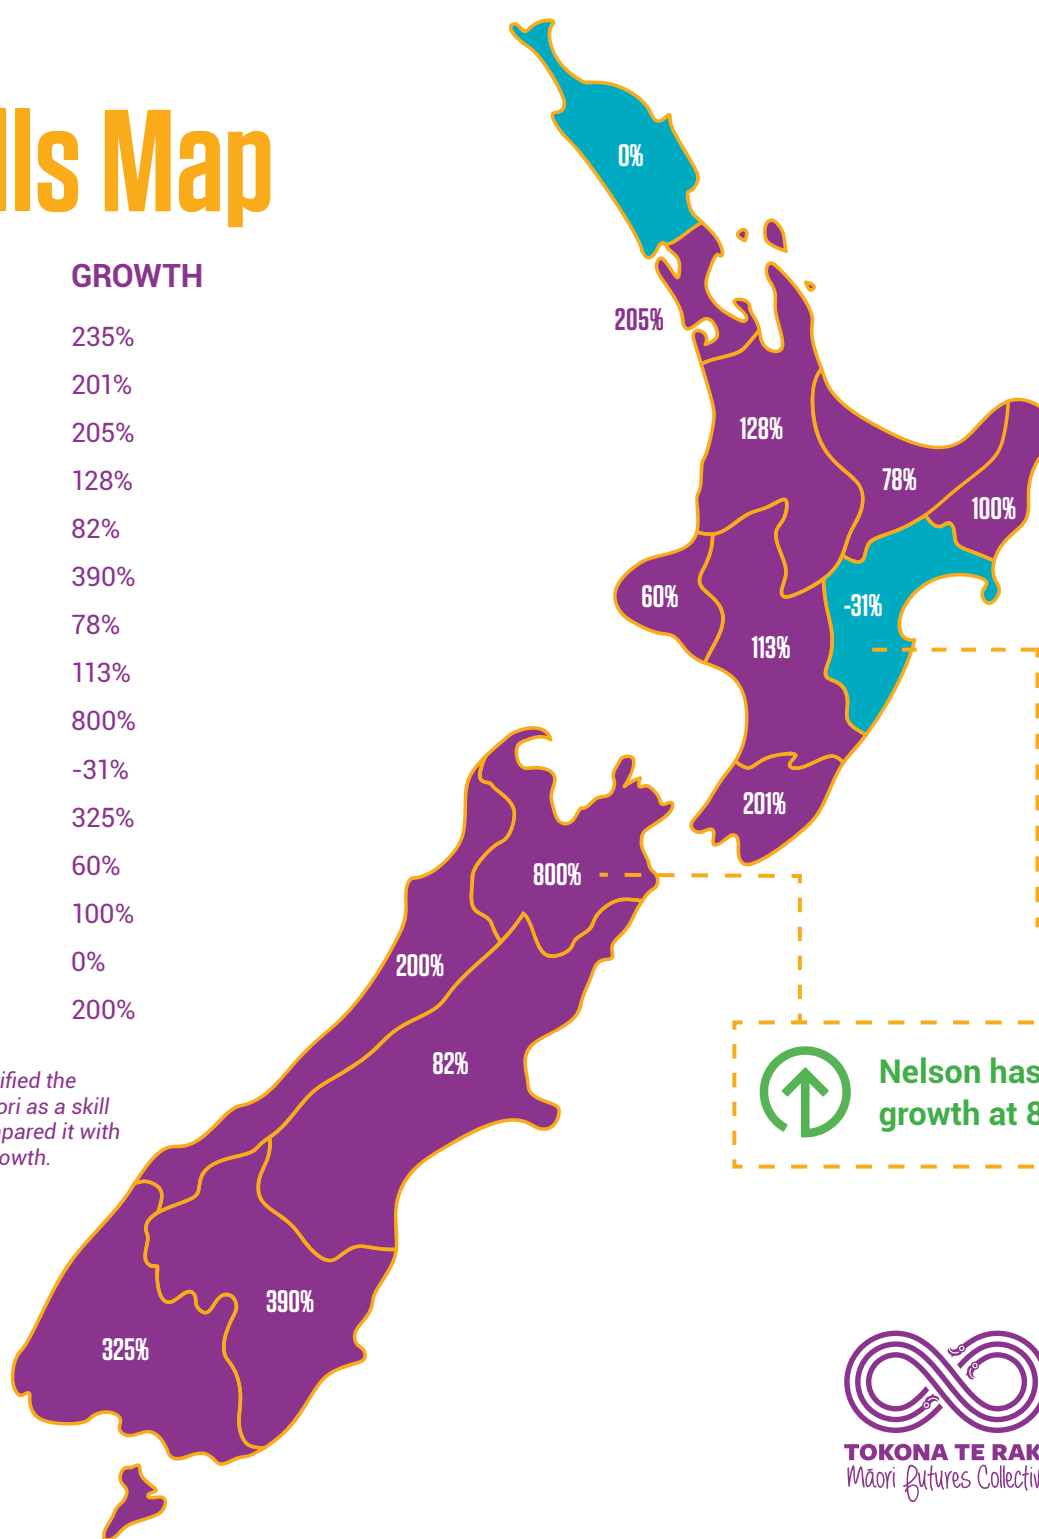 lls Map
GROWTH
235%
201%
205%
128%
82%
390%
78%
113%
800%
-31%
325%
60%
100%
0%
200%
ified the
ori as a skill
pared it with
owth.
0%
205%
128%
78%
100%
60%
-31%
113%
201%
800%
200%
82%
390%
325%
Nelson has
growth at 8
TOKONA TE RAK
Māori Futures Collectiv